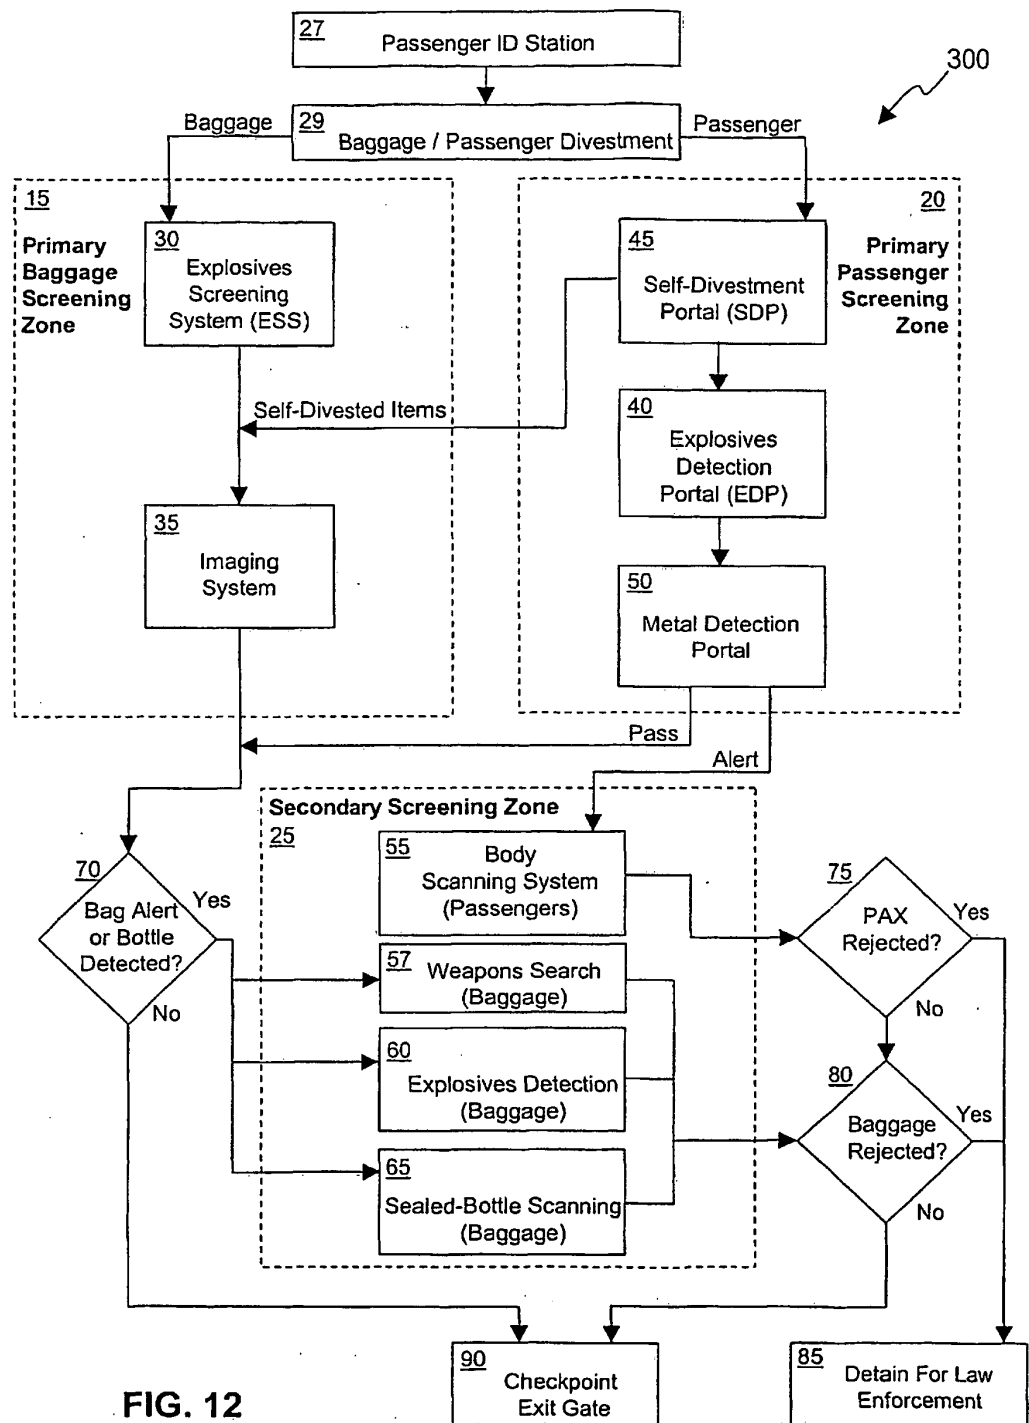 27
Passenger ID Station
300
29
Baggage / Passenger Divestment
Baggage
Passenger
15
Primary
Baggage
Screening
Zone
30
Explosives
Screening
System (ESS)
20
Primary
Passenger
Screening
Zone
45
Self-Divestment
Portal (SDP)
Self-Divested Items
40
Explosives
Detection
Portal (EDP)
35
Imaging
System
50
Metal Detection
Portal
Pass
Alert
Secondary Screening Zone
25
55
Body
Scanning System
(Passengers)
70
Bag Alert
or Bottle
Detected?
Yes
No
57
Weapons Search
(Baggage)
60
Explosives Detection
(Baggage)
65
Sealed-Bottle Scanning
(Baggage)
75
PAX
Rejected?
Yes
No
80
Baggage
Rejected?
Yes
No
90
Checkpoint
Exit Gate
85
Detain For Law
Enforcement
FIG. 12